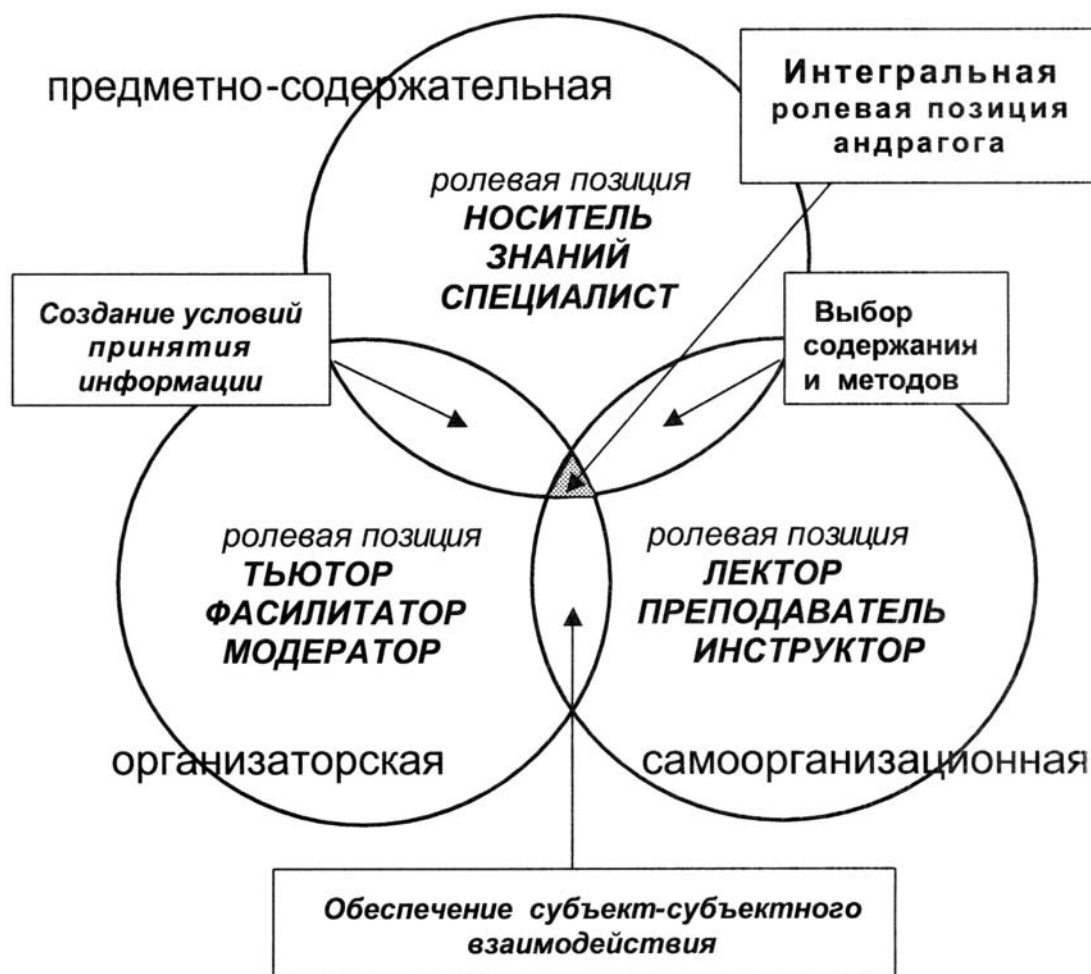 предметно-содержательная
Интегральная
ролевая позиция
андрагога
ролевая позиция
НОСИТЕЛЬ
ЗНАНИЙ
СПЕЦИАЛИСТ
Создание условий
принятия
информации
Выбор
содержания
и методов
ролевая позиция
ТЬЮТОР
ФАСИЛИТАТОР
МОДЕРАТОР
ролевая позиция
ЛЕКТОР
ПРЕПОДАВАТЕЛЬ
ИНСТРУКТОР
организаторская
самоорганизационная
Обеспечение субъект-субъектного
взаимодействия